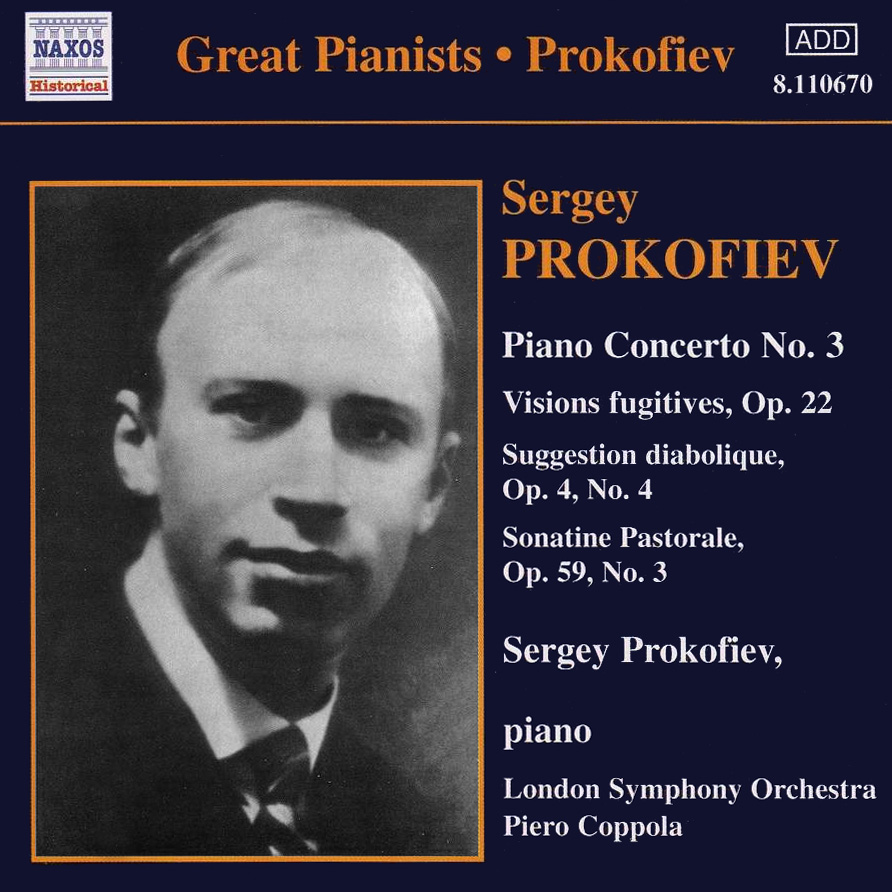 NAXOS
Historical
Great Pianists • Prokofiev
ADD
8.110670
Sergey
PROKOFIEV
Piano Concerto No. 3
Visions fugitives, Op. 22
Suggestion diabolique,
Op. 4, No. 4
Sonatine Pastorale,
Op. 59, No. 3
Sergey Prokofiev,
piano
London Symphony Orchestra
Piero Coppola